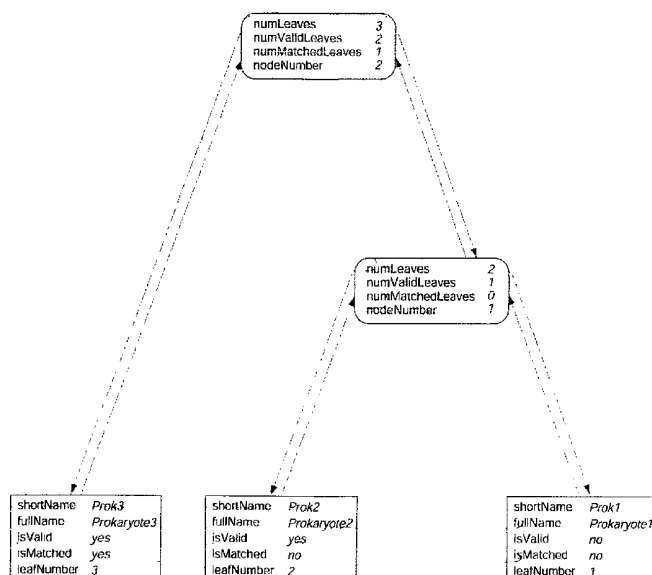 numLeaves 3
numValidLeaves 2
numMatchedLeaves 1
nodeNumber 2
numLeaves 2
numValidLeaves 1
numMatchedLeaves 0
nodeNumber 1
shortName Prok3
fullName Prokaryote3
isValid yes
isMatched yes
leafNumber 3
shortName Prok2
fullName Prokaryote2
isValid yes
isMatched no
leafNumber 2
shortName Prok1
fullName Prokaryote1
isValid no
isMatched no
leafNumber 1